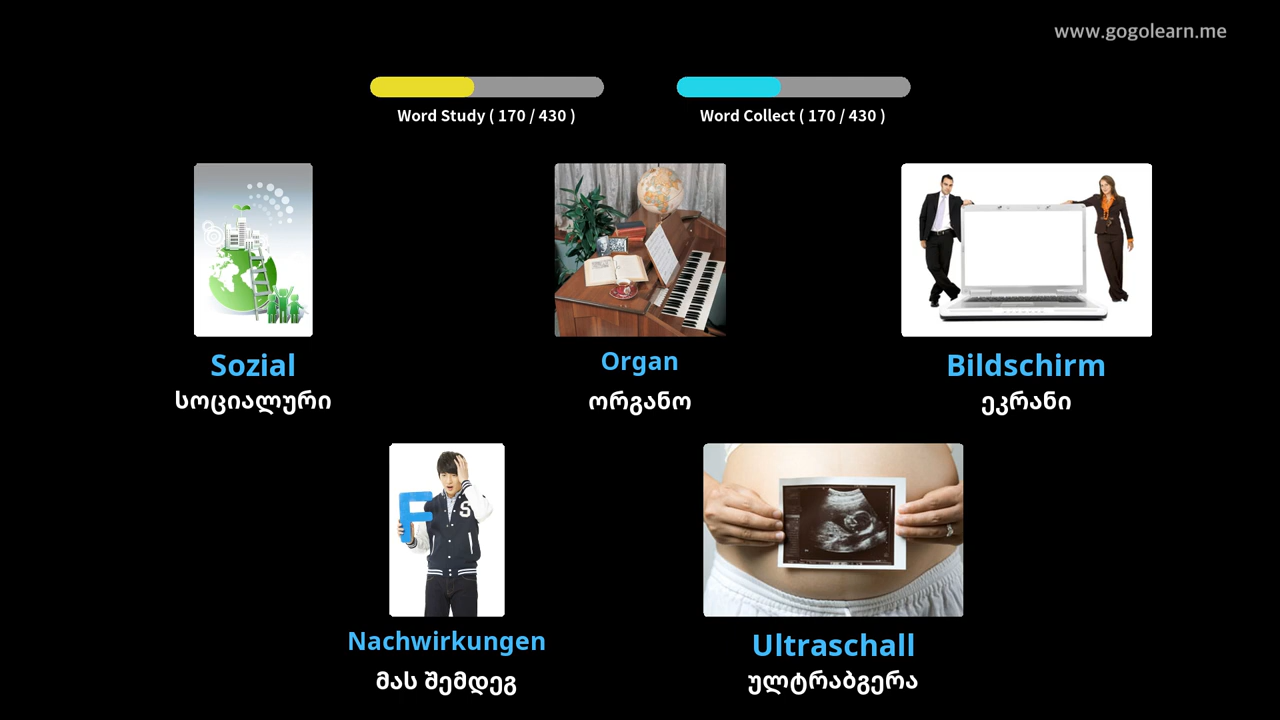 www.gogolearn.me
Word Study ( 170 / 430 )
Word Collect ( 170 / 430 )
Sozial
სოციალური
Organ
ორგანო
Bildschirm
ეკრანი
F
S
Nachwirkungen
მას შემდეგ
Ultraschall
ულტრაბგერა